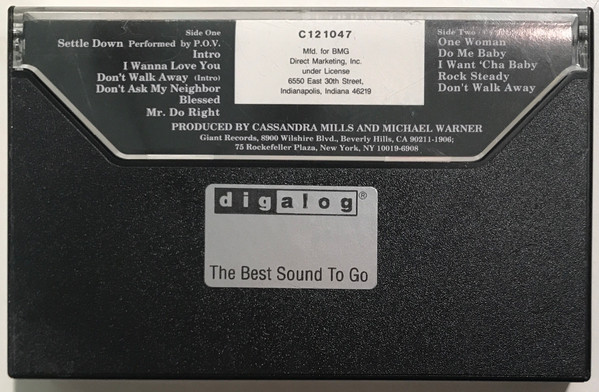 Side One
Settle Down Performed by P.O.V.
Intro
I Wanna Love You
Don't Walk Away (Intro)
Don't Ask My Neighbor
Blessed
Mr. Do Right
C121047
Mfd. for BMG
Direct Marketing, Inc.
under License
6550 East 30th Street,
Indianapolis, Indiana 46219
Side Two
One Woman
Do Me Baby
I Want 'Cha Baby
Rock Steady
Don't Walk Away
PRODUCED BY CASSANDRA MILLS AND MICHAEL WARNER
Giant Records, 8900 Wilshire Blvd., Beverly Hills, CA 90211-1906;
75 Rockefeller Plaza, New York, NY 10019-6908
digalog®
The Best Sound To Go